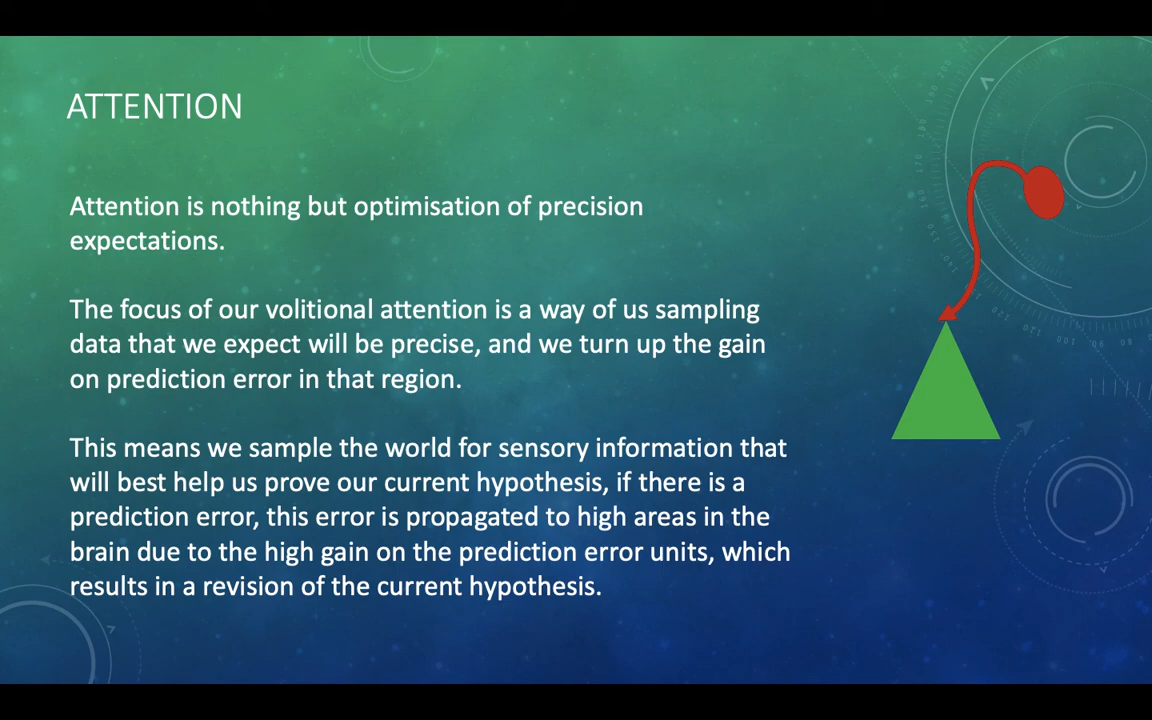 ATTENTION
Attention is nothing but optimisation of precision
expectations.
The focus of our volitional attention is a way of us sampling
data that we expect will be precise, and we turn up the gain
on prediction error in that region.
This means we sample the world for sensory information that
will best help us prove our current hypothesis, if there is a
prediction error, this error is propagated to high areas in the
brain due to the high gain on the prediction error units, which
results in a revision of the current hypothesis.